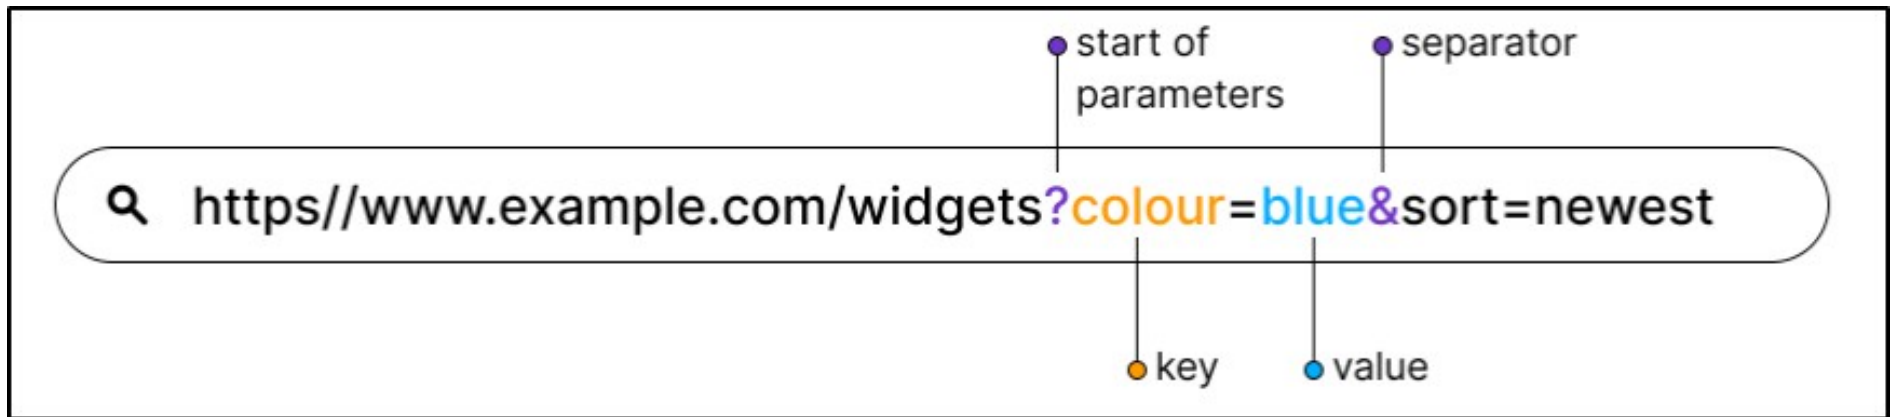 start of
parameters
separator
https//www.example.com/widgets?colour=blue&sort=newest
key
value